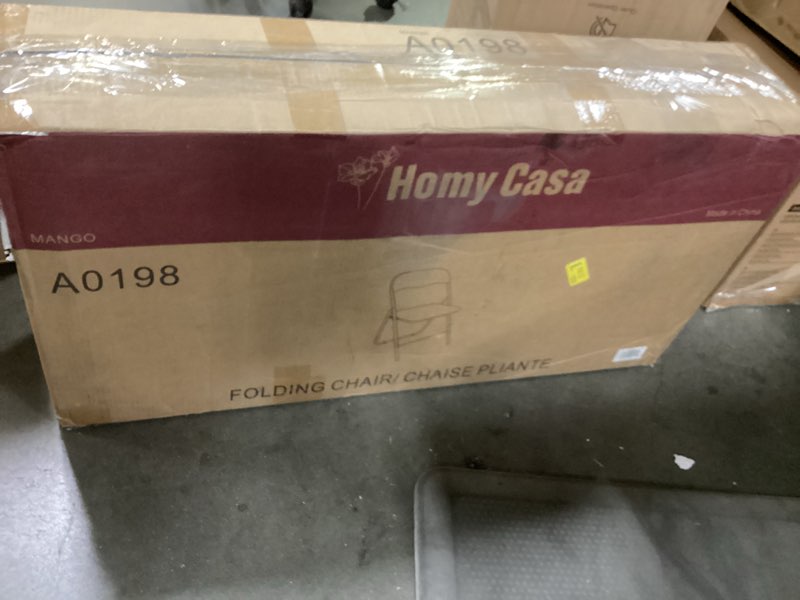 A0198
Homy Casa
Made in China
MANGO
A0198
FOLDING CHAIR/ CHAISE PLIANTE